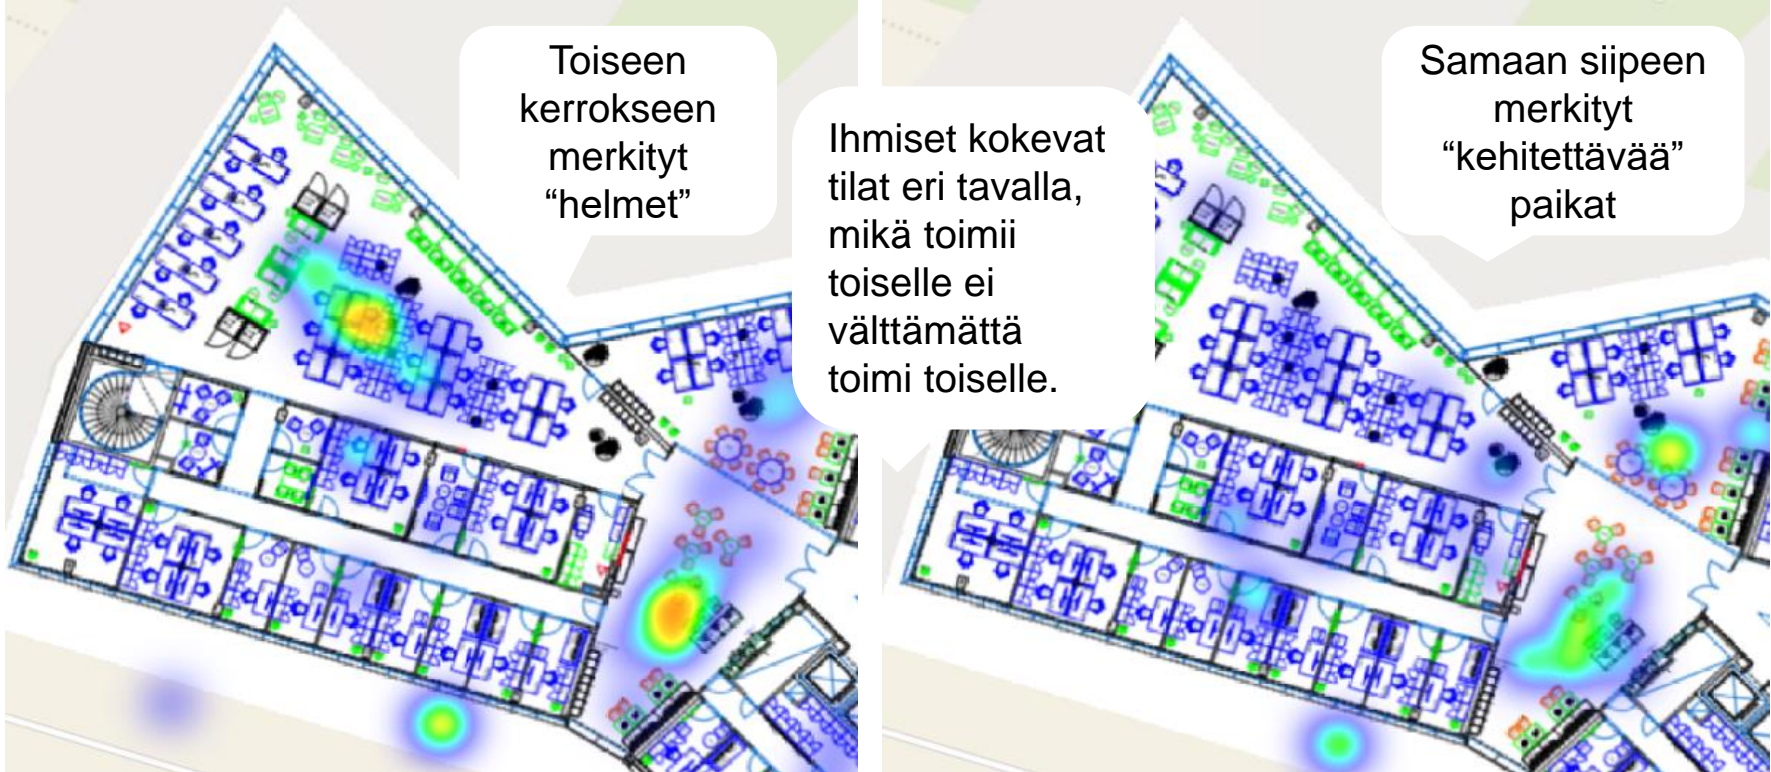 Toiseen
kerrokseen
merkityt
“helmet”
Ihmiset kokevat
tilat eri tavalla,
mikä toimii
toiselle ei
välttämättä
toimi toiselle.
Samaan siipeen
merkityt
“kehitettävää”
paikat